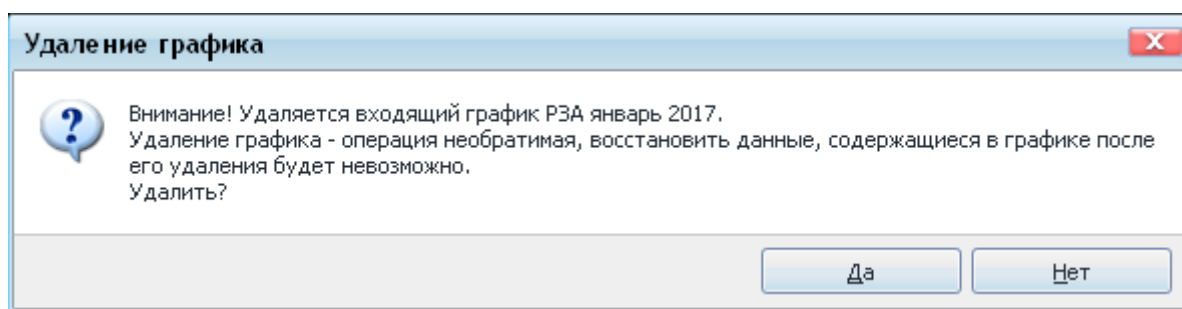 Удаление графика
Внимание! Удаляется входящий график РЗА январь 2017.
Удаление графика - операция необратимая, восстановить данные, содержащиеся в графике после
его удаления будет невозможно.
Удалить?
Да
Нет